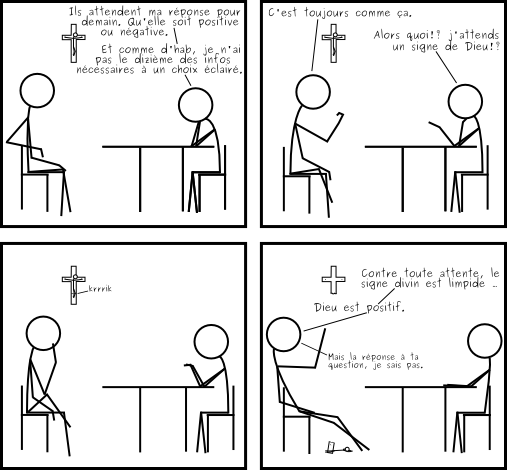 Ils attendent ma réponse pour
demain. Qu'elle soit positive
ou négative.
Et comme d'hab, je n'ai
pas le dizième des infos
nécessaires à un choix éclairé.
C'est toujours comme ça.
Alors quoi!? j'attends
un signe de Dieu!?
krrrik
Contre toute attente, le
signe divin est limpide ...
Dieu est positif.
Mais la réponse à ta
question, je sais pas.